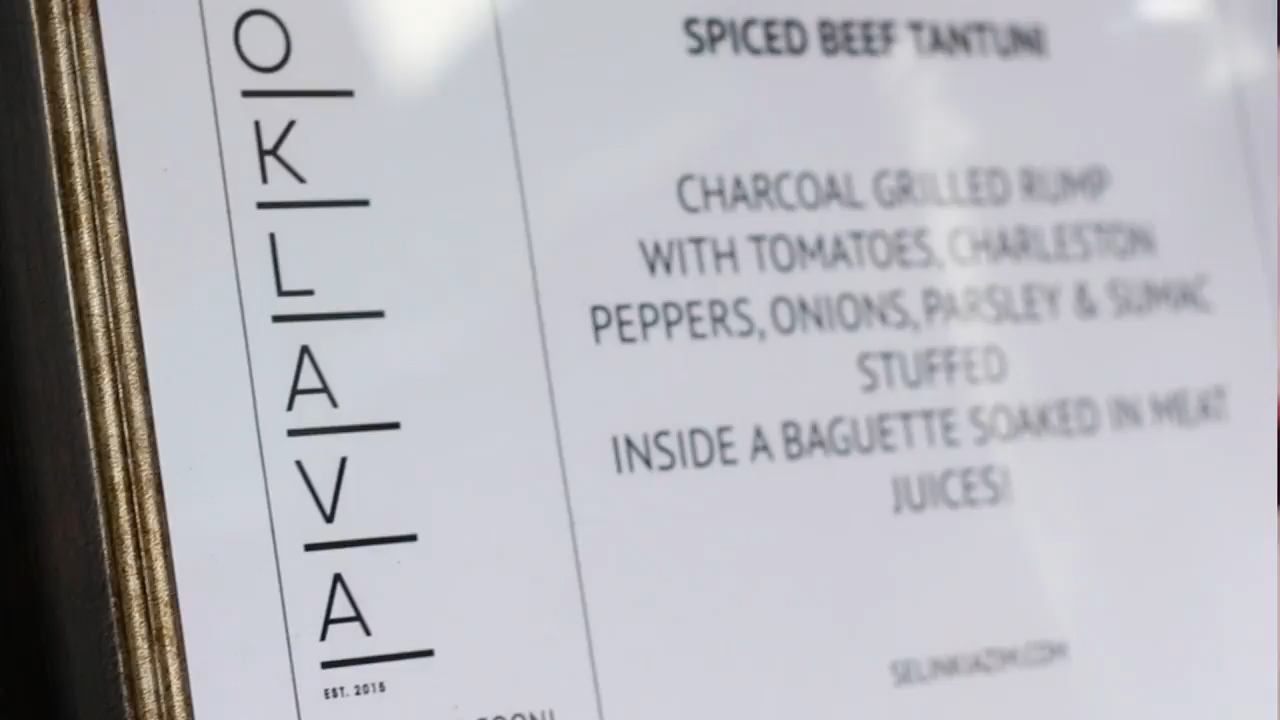 O
K
L
A
V
A
EST. 2015
SPICED BEEF TANTUNI
CHARCOAL GRILLED RUMP
WITH TOMATOES, CHARLESTON
PEPPERS, ONIONS, PARSLEY & SUMAC
STUFFED
INSIDE A BAGUETTE SOAKED IN MEAT
JUICES!
SELINKIAZIM.COM